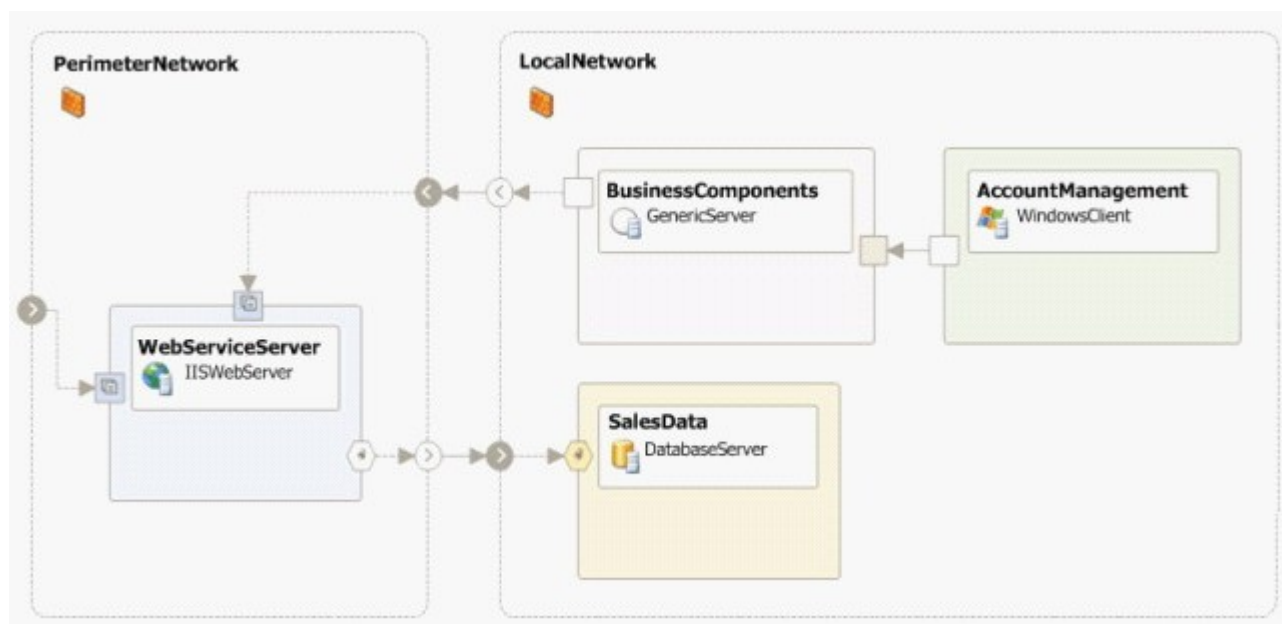 PerimeterNetwork
LocalNetwork
BusinessComponents
GenericServer
AccountManagement
WindowsClient
WebServiceServer
IISWebServer
SalesData
DatabaseServer